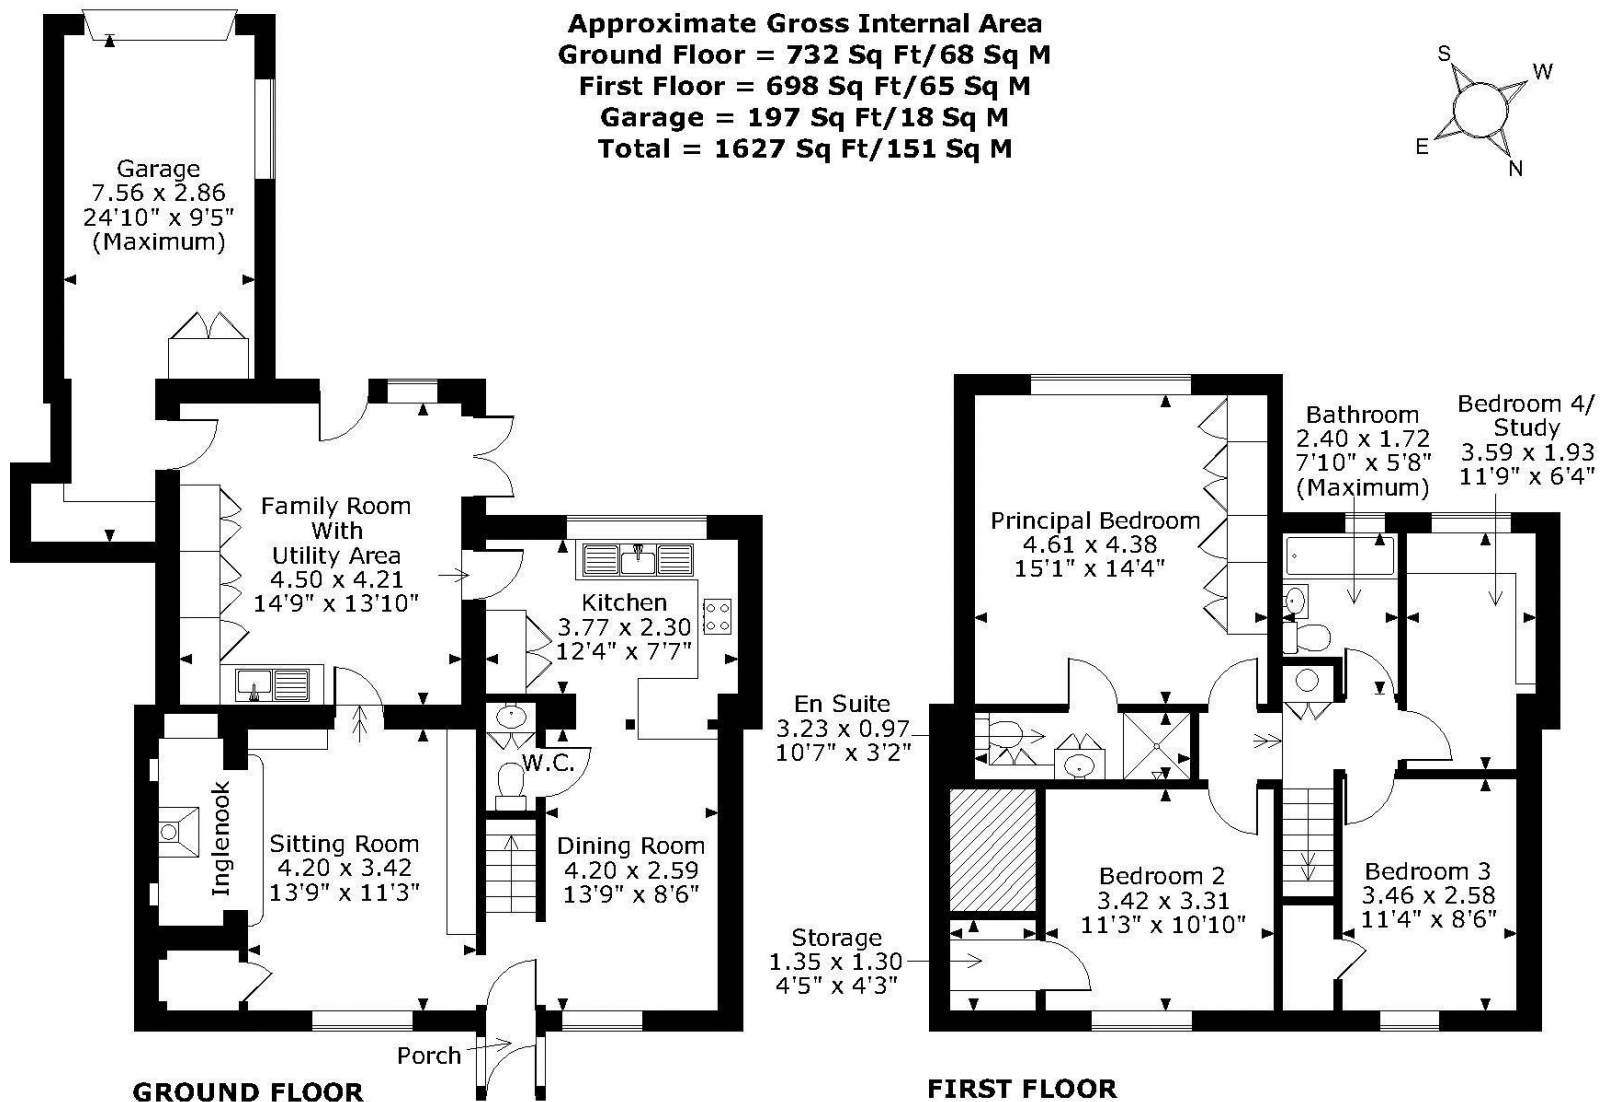 Approximate Gross Internal Area
Ground Floor = 732 Sq Ft/68 Sq M
First Floor = 698 Sq Ft/65 Sq M
Garage = 197 Sq Ft/18 Sq M
Total = 1627 Sq Ft/151 Sq M
S
W
E
N
Garage
7.56 x 2.86
24'10" x 9'5"
(Maximum)
Family Room
With
Utility Area
4.50 x 4.21
14'9" x 13'10"
Kitchen
3.77 x 2.30
12'4" x 7'7"
W.C.
Inglenook
Sitting Room
4.20 x 3.42
13'9" x 11'3"
Dining Room
4.20 x 2.59
13'9" x 8'6"
Porch
GROUND FLOOR
Principal Bedroom
4.61 x 4.38
15'1" x 14'4"
Bathroom
2.40 x 1.72
7'10" x 5'8"
(Maximum)
Bedroom 4/
Study
3.59 x 1.93
11'9" x 6'4"
En Suite
3.23 x 0.97
10'7" x 3'2"
Bedroom 2
3.42 x 3.31
11'3" x 10'10"
Bedroom 3
3.46 x 2.58
11'4" x 8'6"
Storage
1.35 x 1.30
4'5" x 4'3"
FIRST FLOOR